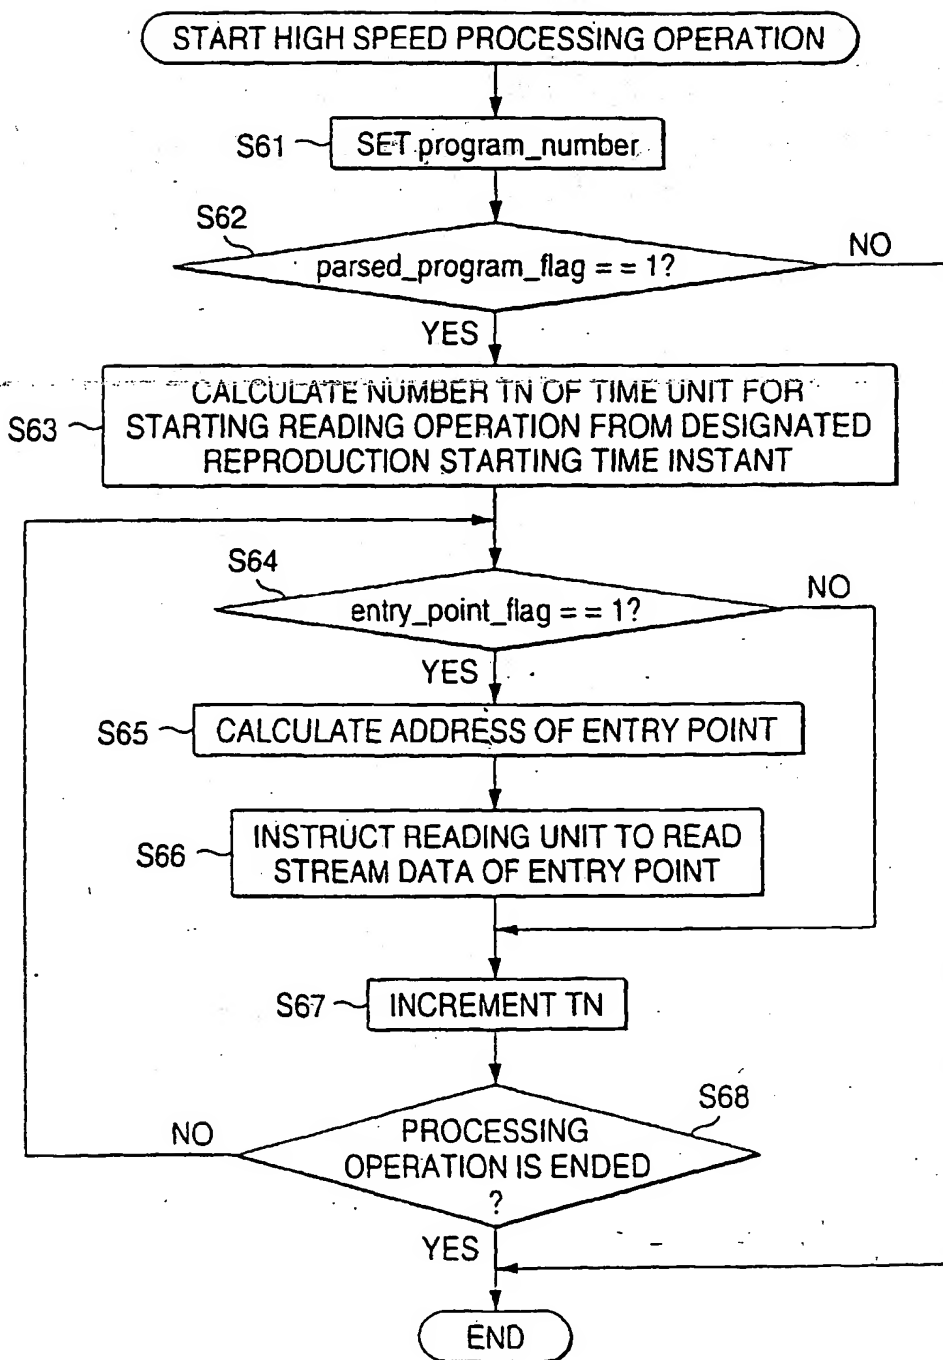 START HIGH SPEED PROCESSING OPERATION
S61
SET program_number
S62
parsed_program_flag = = 1?
NO
YES
S63
CALCULATE NUMBER TN OF TIME UNIT FOR
STARTING READING OPERATION FROM DESIGNATED
REPRODUCTION STARTING TIME INSTANT
S64
entry_point_flag = = 1?
NO
YES
S65
CALCULATE ADDRESS OF ENTRY POINT
S66
INSTRUCT READING UNIT TO READ
STREAM DATA OF ENTRY POINT
S67
INCREMENT TN
S68
NO
PROCESSING
OPERATION IS ENDED
?
YES
END